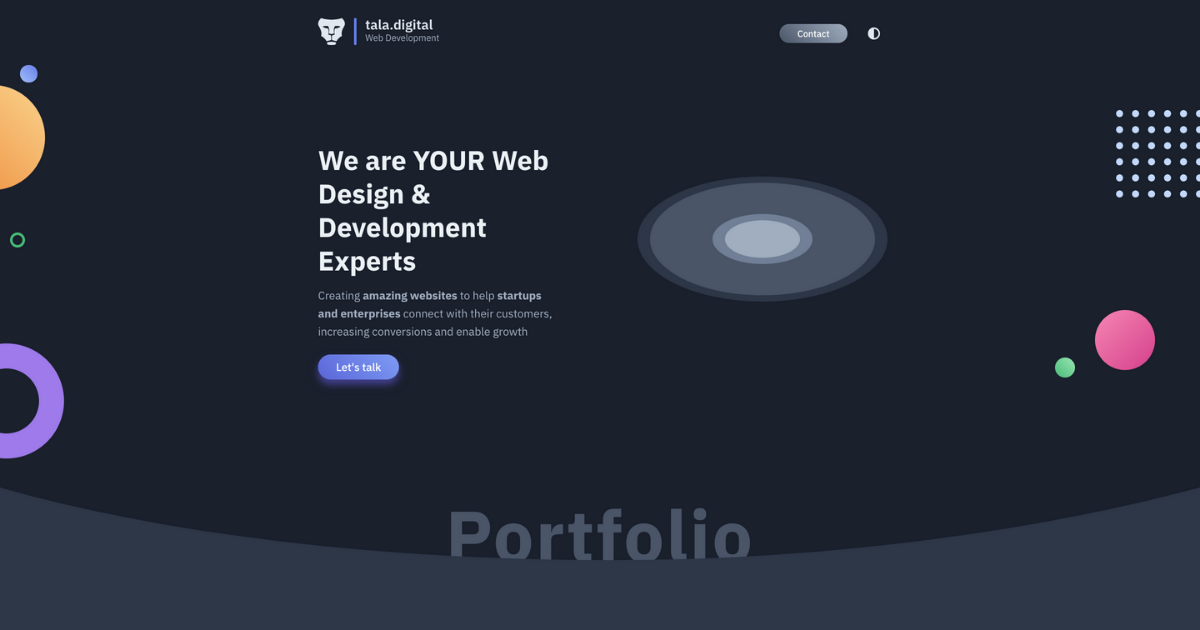 tala.digital
Web Development
Contact
We are YOUR Web
Design &
Development
Experts
Creating amazing websites to help startups
and enterprises connect with their customers,
increasing conversions and enable growth
Let's talk
Portfolio